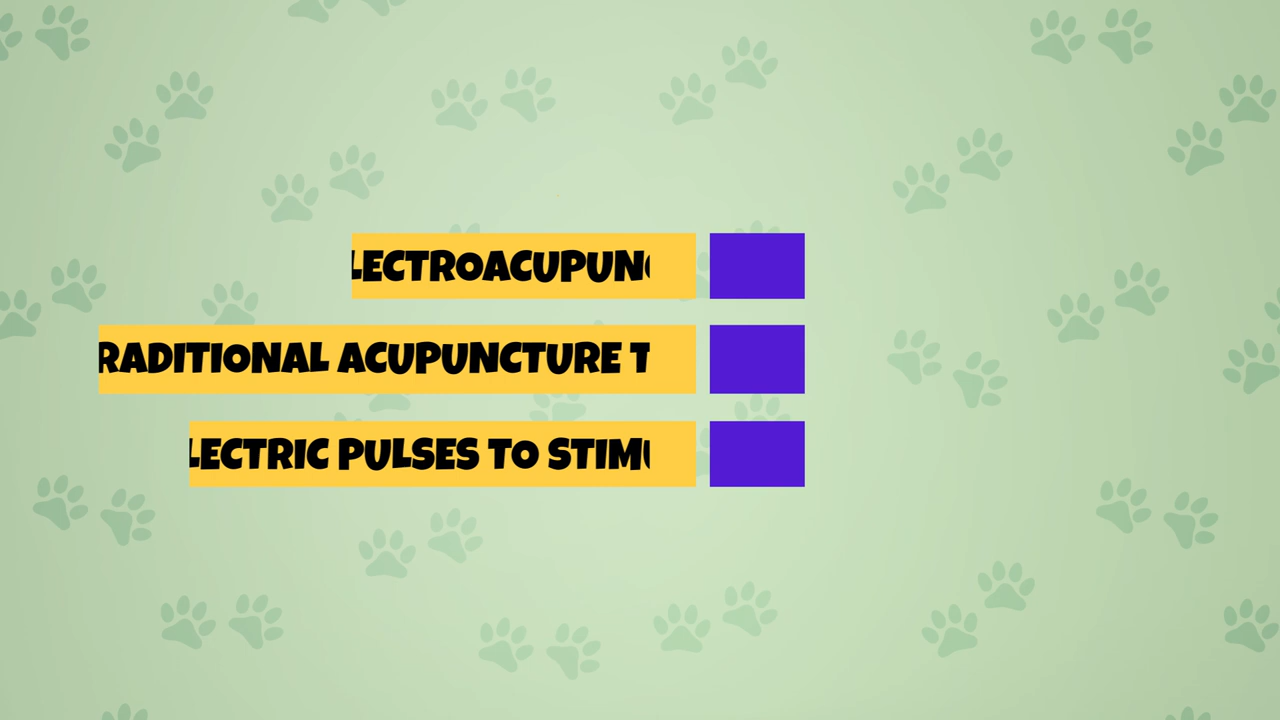 LECTROACUPUN
RADITIONAL ACUPUNCTURE T
LECTRIC PULSES TO STIM